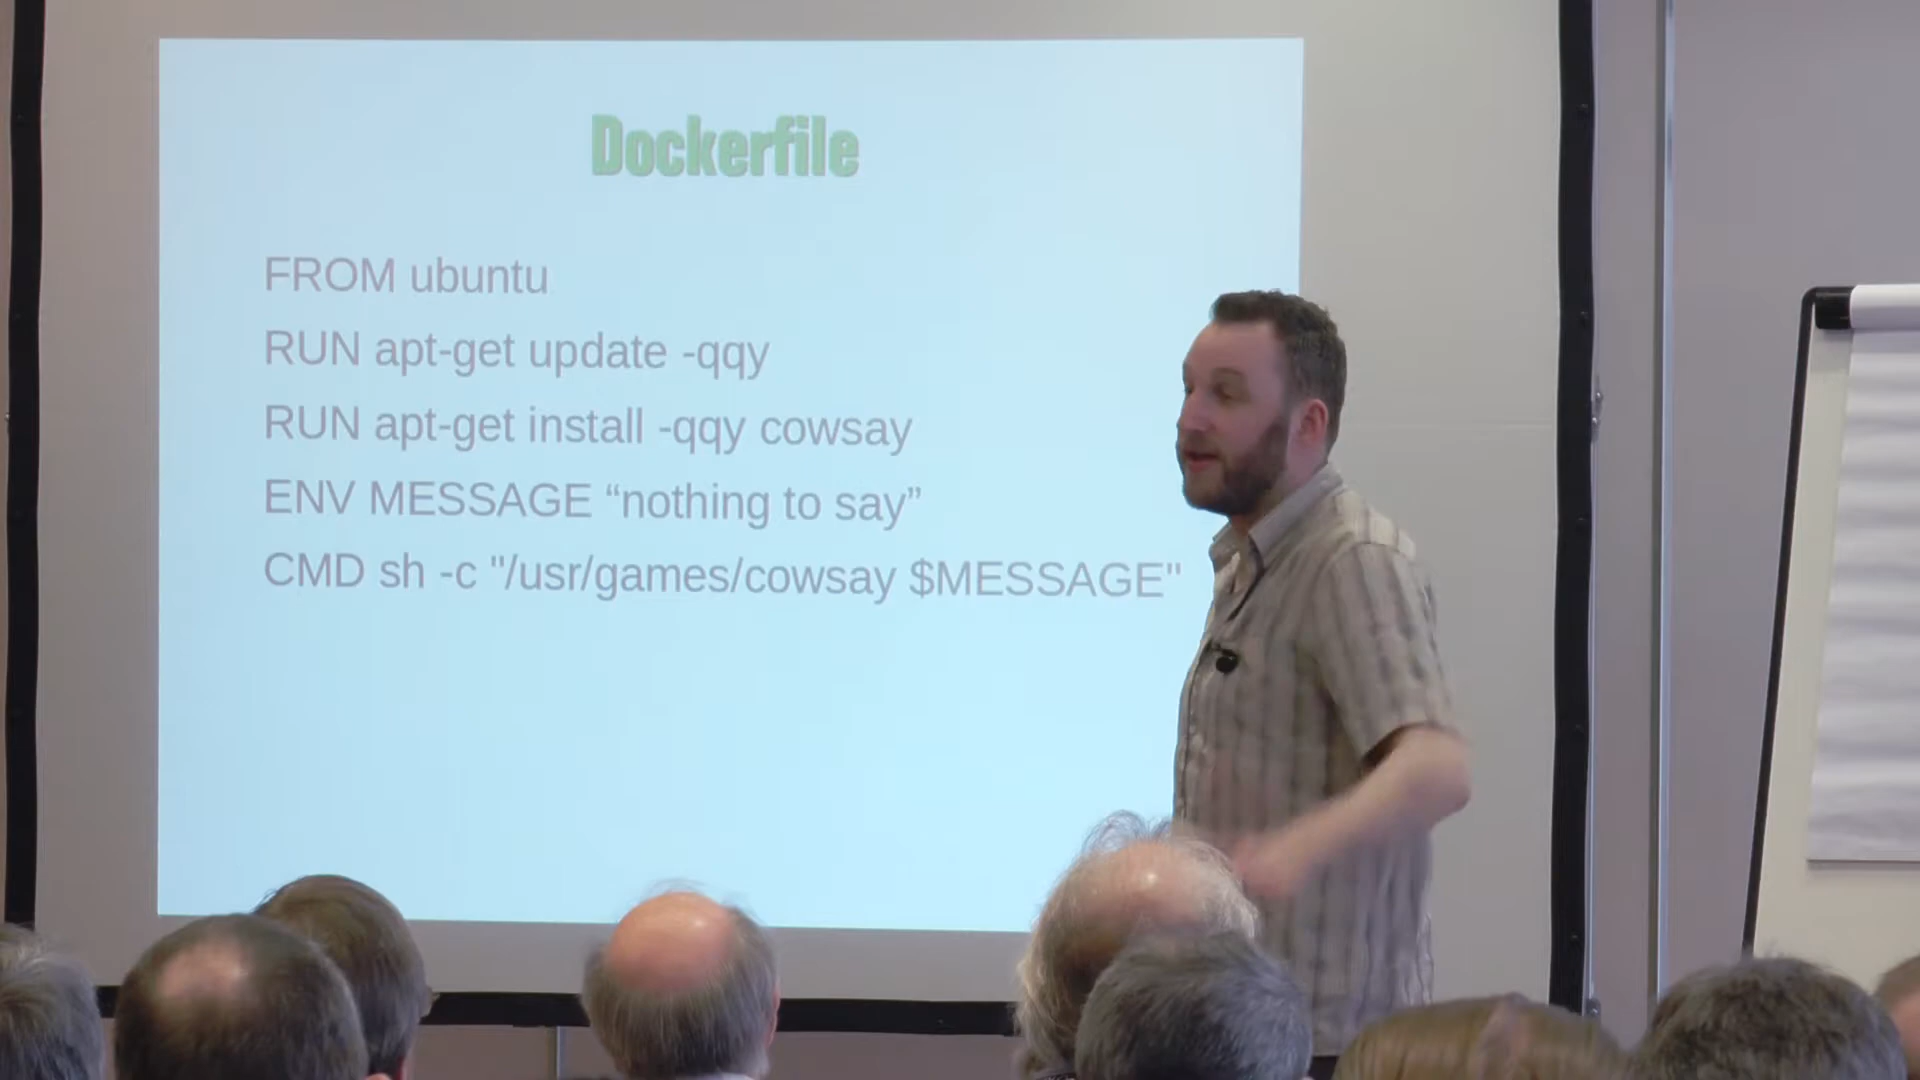 Dockerfile
FROM ubuntu
RUN apt-get update -qqy
RUN apt-get install -qqy cowsay
ENV MESSAGE “nothing to say”
CMD sh -c "/usr/games/cowsay $MESSAGE"